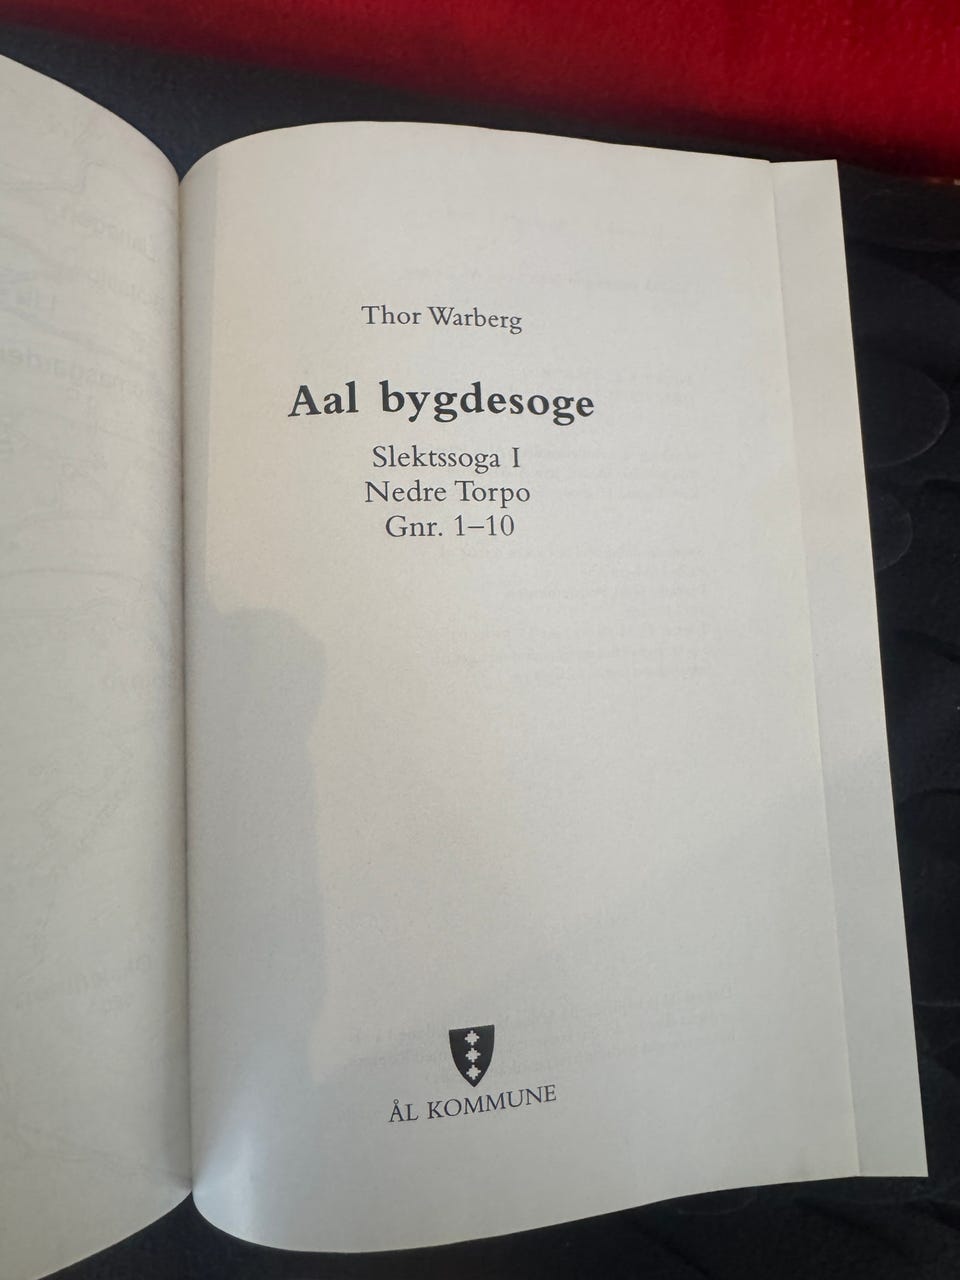 Thor Warberg
Aal bygdesoge
Slektssoga I
Nedre Torpo
Gnr. 1–10
ÅL KOMMUNE